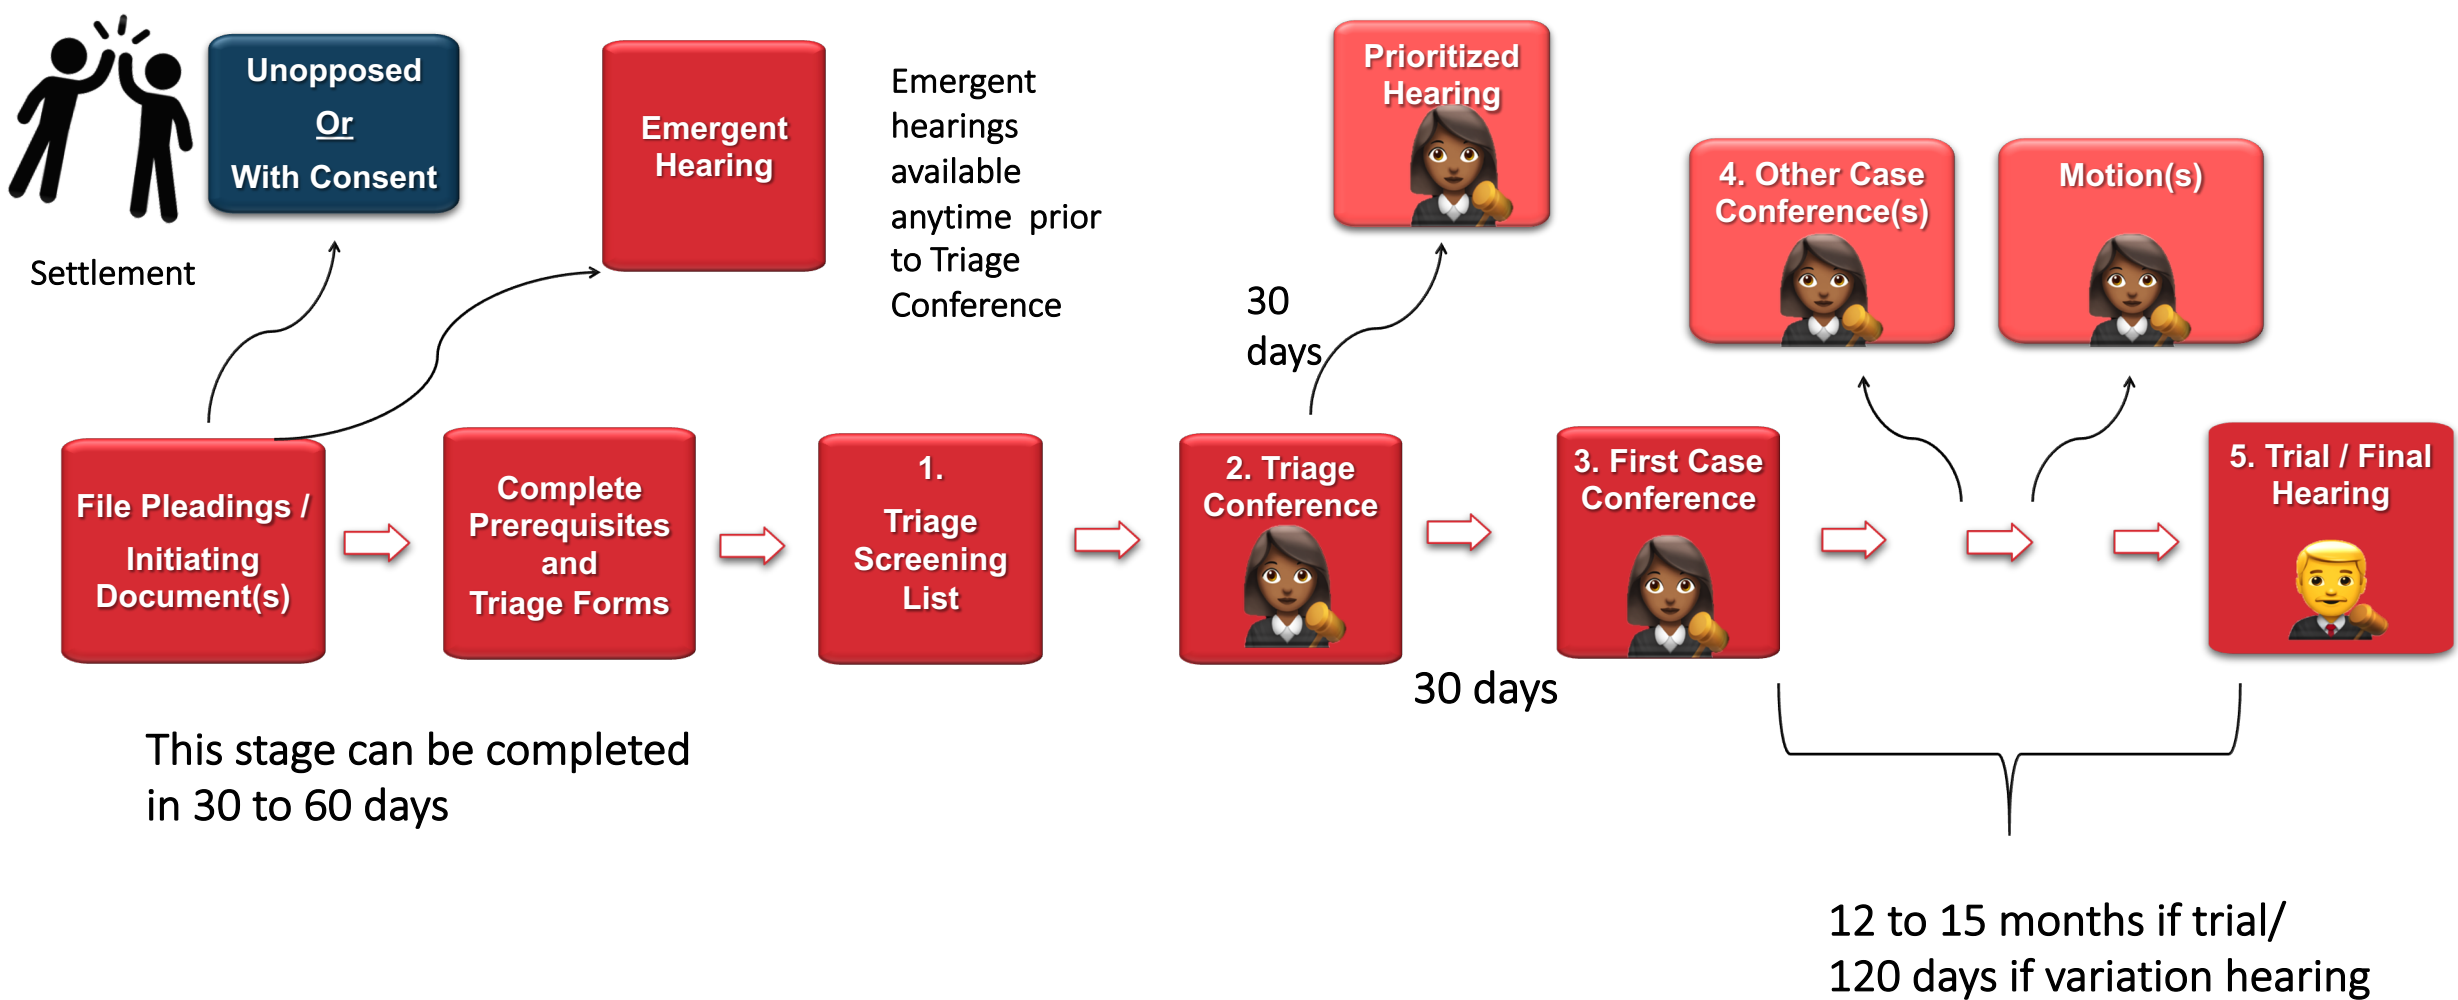 Unopposed
Or
With Consent
Settlement
Emergent
Hearing
Emergent
hearings
available
anytime prior
to Triage
Conference
Prioritized
Hearing
30
days
4. Other Case
Conference(s)
Motion(s)
File Pleadings /
Initiating
Document(s)
Complete
Prerequisites
and
Triage Forms
1.
Triage
Screening
List
2. Triage
Conference
3. First Case
Conference
5. Trial / Final
Hearing
30 days
This stage can be completed
in 30 to 60 days
12 to 15 months if trial/
120 days if variation hearing